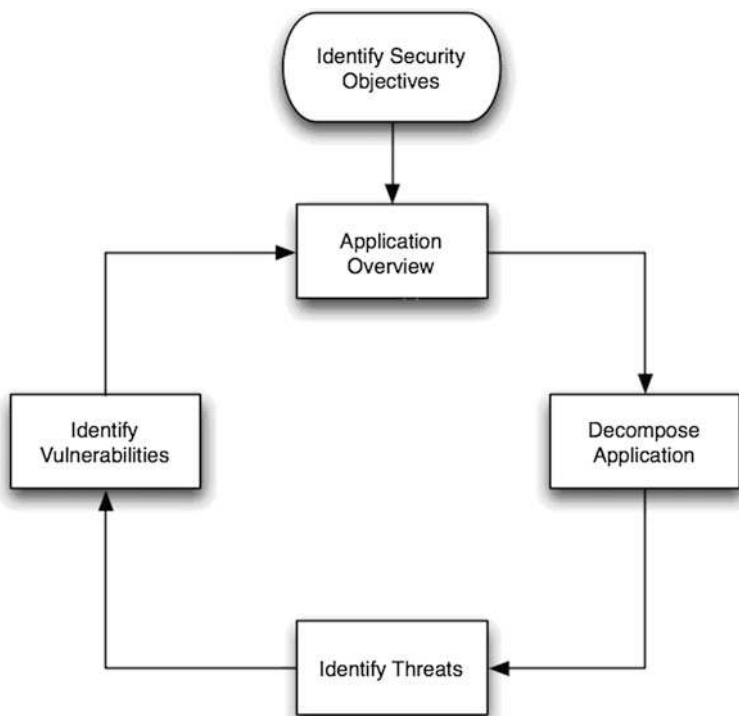 Identify Security
Objectives
Application
Overview
Identify
Vulnerabilities
Decompose
Application
Identify Threats